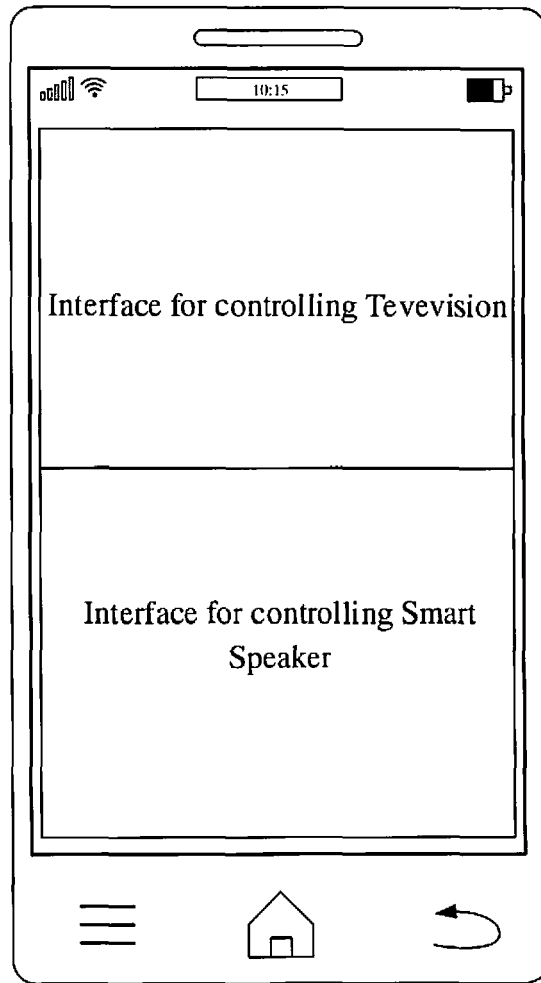 10:15
Interface for controlling Tevevision
Interface for controlling Smart
Speaker